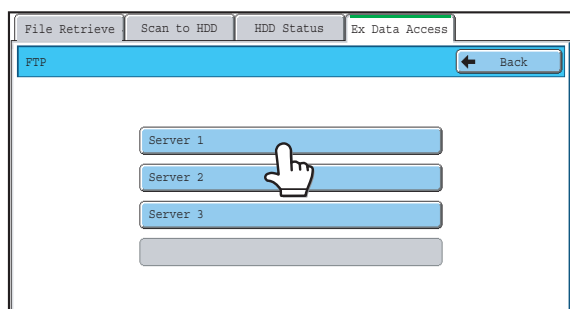 File Retrieve Scan to HDD HDD Status Ex Data Access
FTP Back
Server 1
Server 2
Server 3